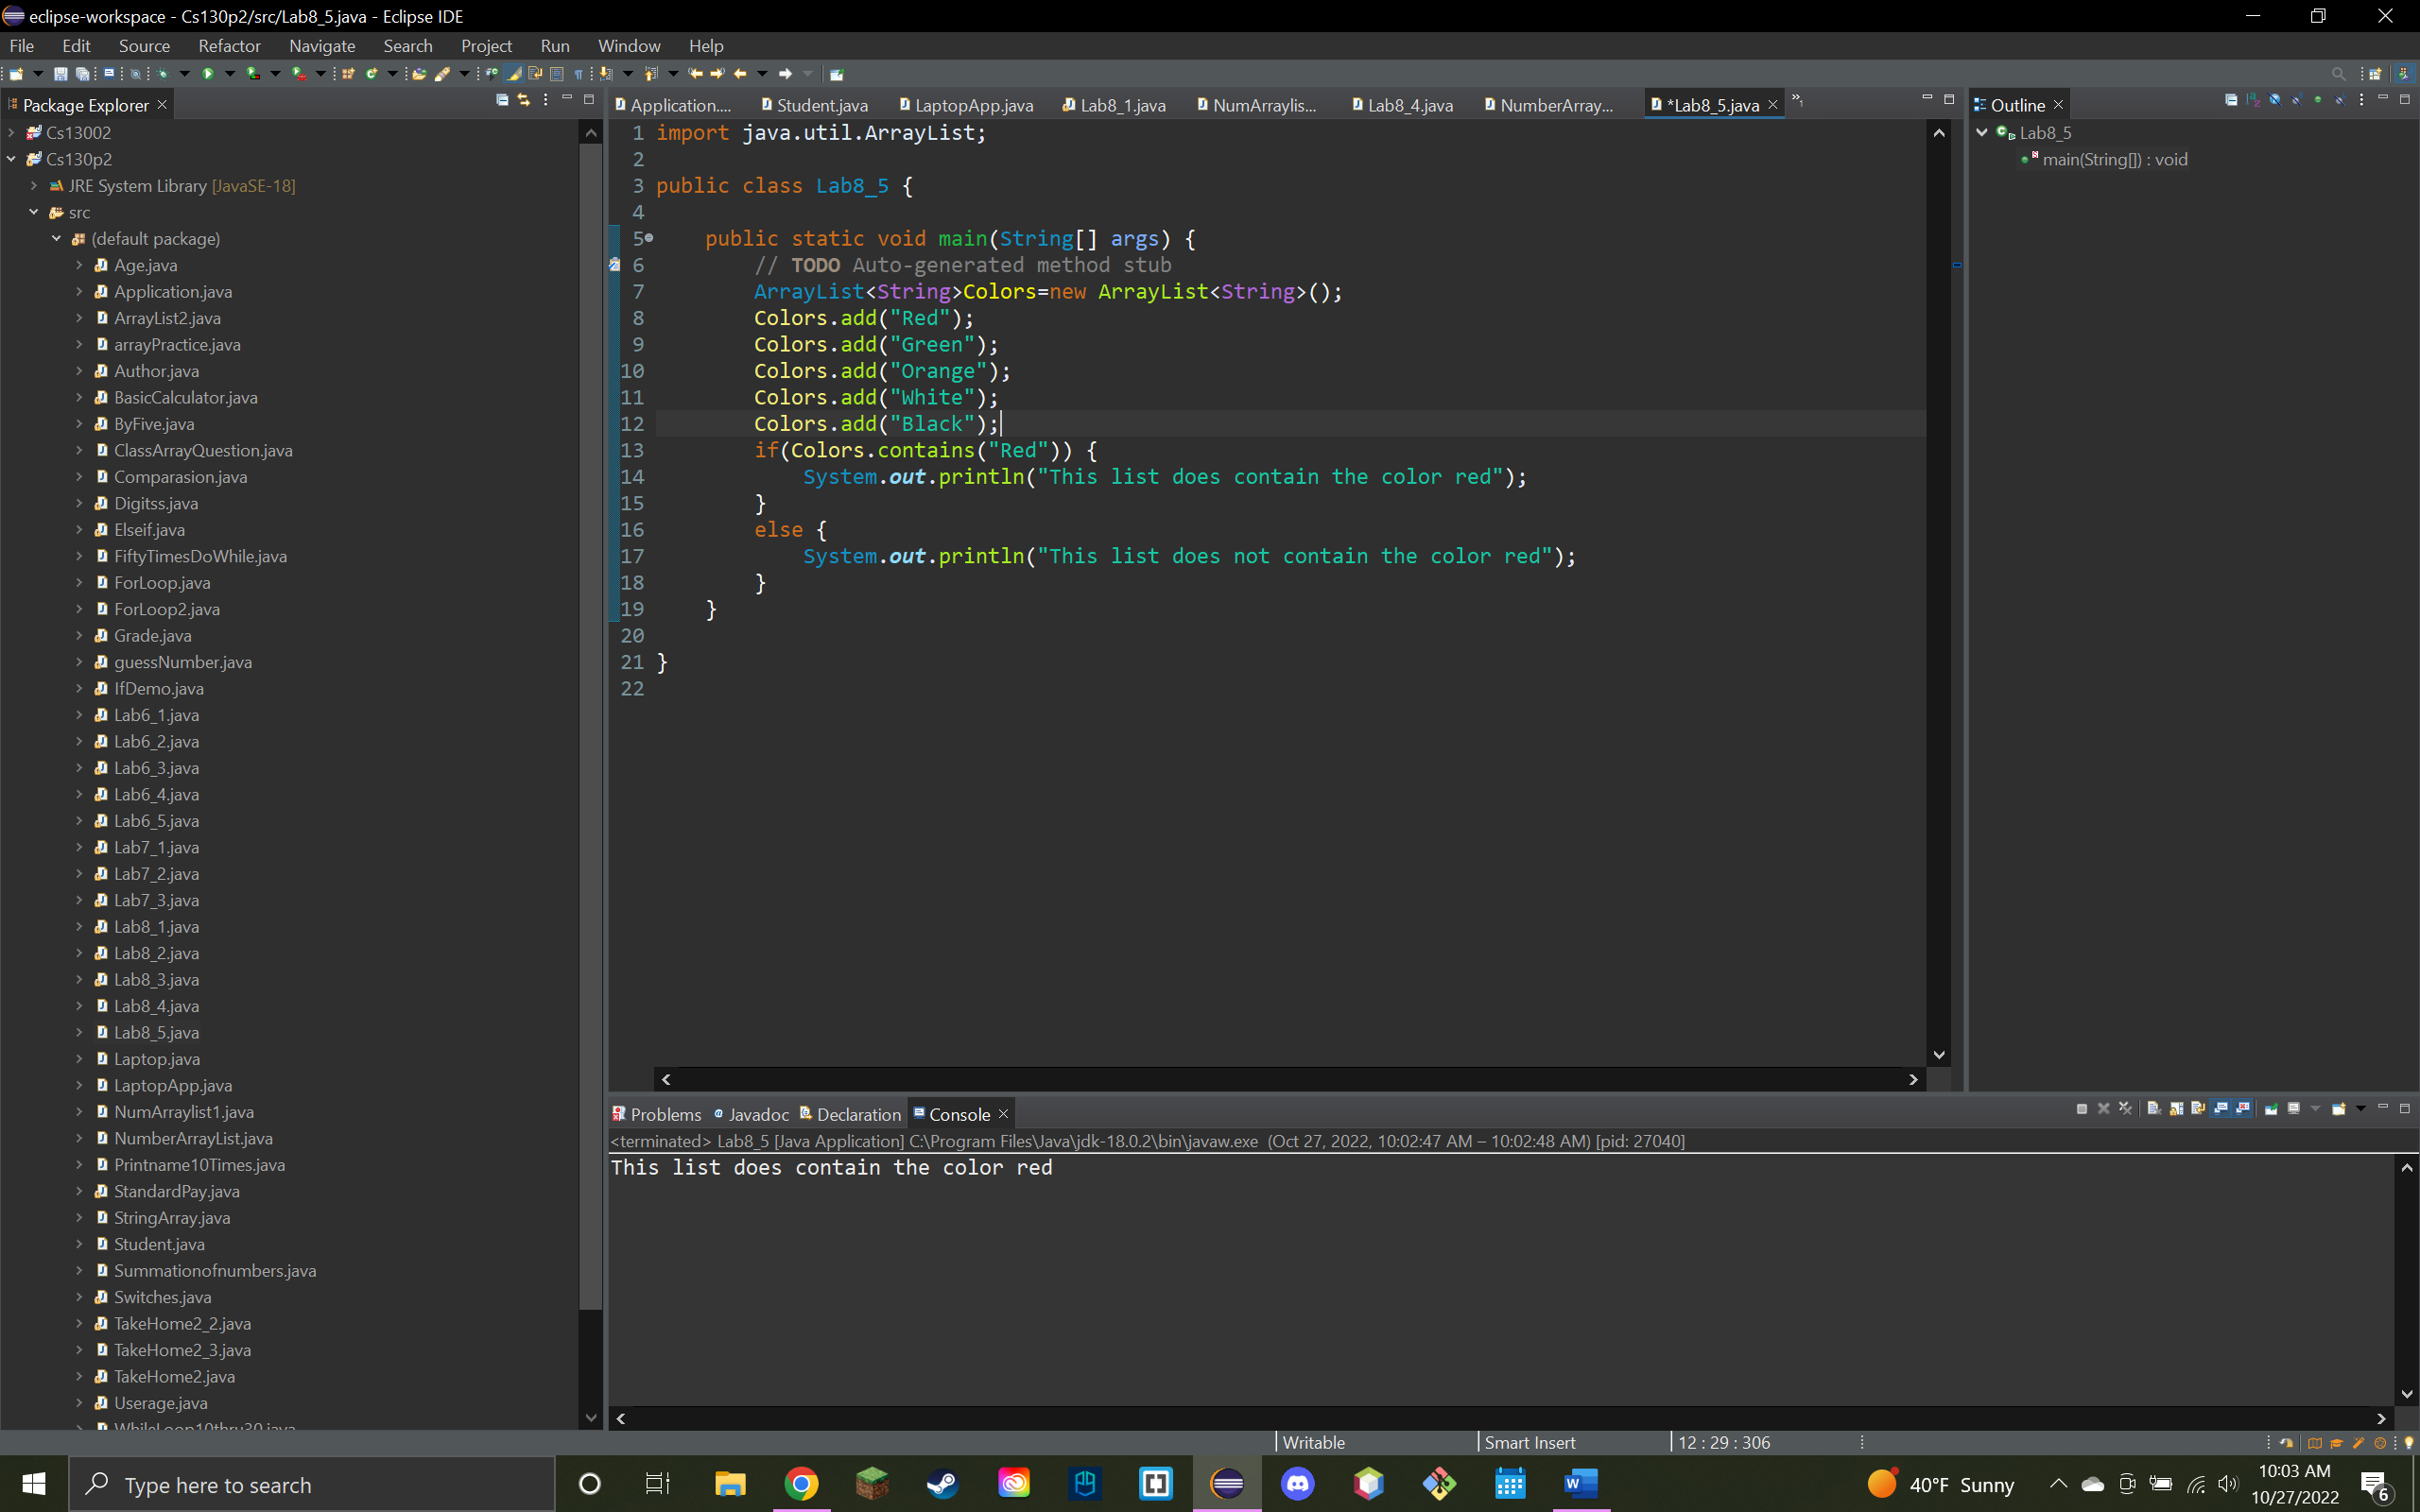 eclipse-workspace - Cs130p2/src/Lab8_5.java - Eclipse IDE
File Edit Source Refactor Navigate Search Project Run Window Help
Package Explorer
Cs13002
Cs130p2
JRE System Library [JavaSE-18]
src
(default package)
Age.java
Application.java
ArrayList2.java
arrayPractice.java
Author.java
BasicCalculator.java
ByFive.java
ClassArrayQuestion.java
Comparasion.java
Digitss.java
Elseif.java
FiftyTimesDoWhile.java
ForLoop.java
ForLoop2.java
Grade.java
guessNumber.java
IfDemo.java
Lab6_1.java
Lab6_2.java
Lab6_3.java
Lab6_4.java
Lab6_5.java
Lab7_1.java
Lab7_2.java
Lab7_3.java
Lab8_1.java
Lab8_2.java
Lab8_3.java
Lab8_4.java
Lab8_5.java
Laptop.java
LaptopApp.java
NumArraylist1.java
NumberArrayList.java
Printname10Times.java
StandardPay.java
StringArray.java
Student.java
Summationofnumbers.java
Switches.java
TakeHome2_2.java
TakeHome2_3.java
TakeHome2.java
Userage.java
WhileLoop10thru30.java
Application.... Student.java LaptopApp.java Lab8_1.java NumArraylis... Lab8_4.java NumberArray... *Lab8_5.java »1
1 import java.util.ArrayList;
2
3 public class Lab8_5 {
4
5 public static void main(String[] args) {
6 // TODO Auto-generated method stub
7 ArrayList<String>Colors=new ArrayList<String>();
8 Colors.add("Red");
9 Colors.add("Green");
10 Colors.add("Orange");
11 Colors.add("White");
12 Colors.add("Black");
13 if(Colors.contains("Red")) {
14 System.out.println("This list does contain the color red");
15 }
16 else {
17 System.out.println("This list does not contain the color red");
18 }
19 }
20
21 }
22
Outline
Lab8_5
main(String[]) : void
Problems Javadoc Declaration Console
<terminated> Lab8_5 [Java Application] C:\Program Files\Java\jdk-18.0.2\bin\javaw.exe (Oct 27, 2022, 10:02:47 AM – 10:02:48 AM) [pid: 27040]
This list does contain the color red
Writable Smart Insert 12 : 29 : 306
Type here to search
40°F Sunny
10:03 AM
10/27/2022
6